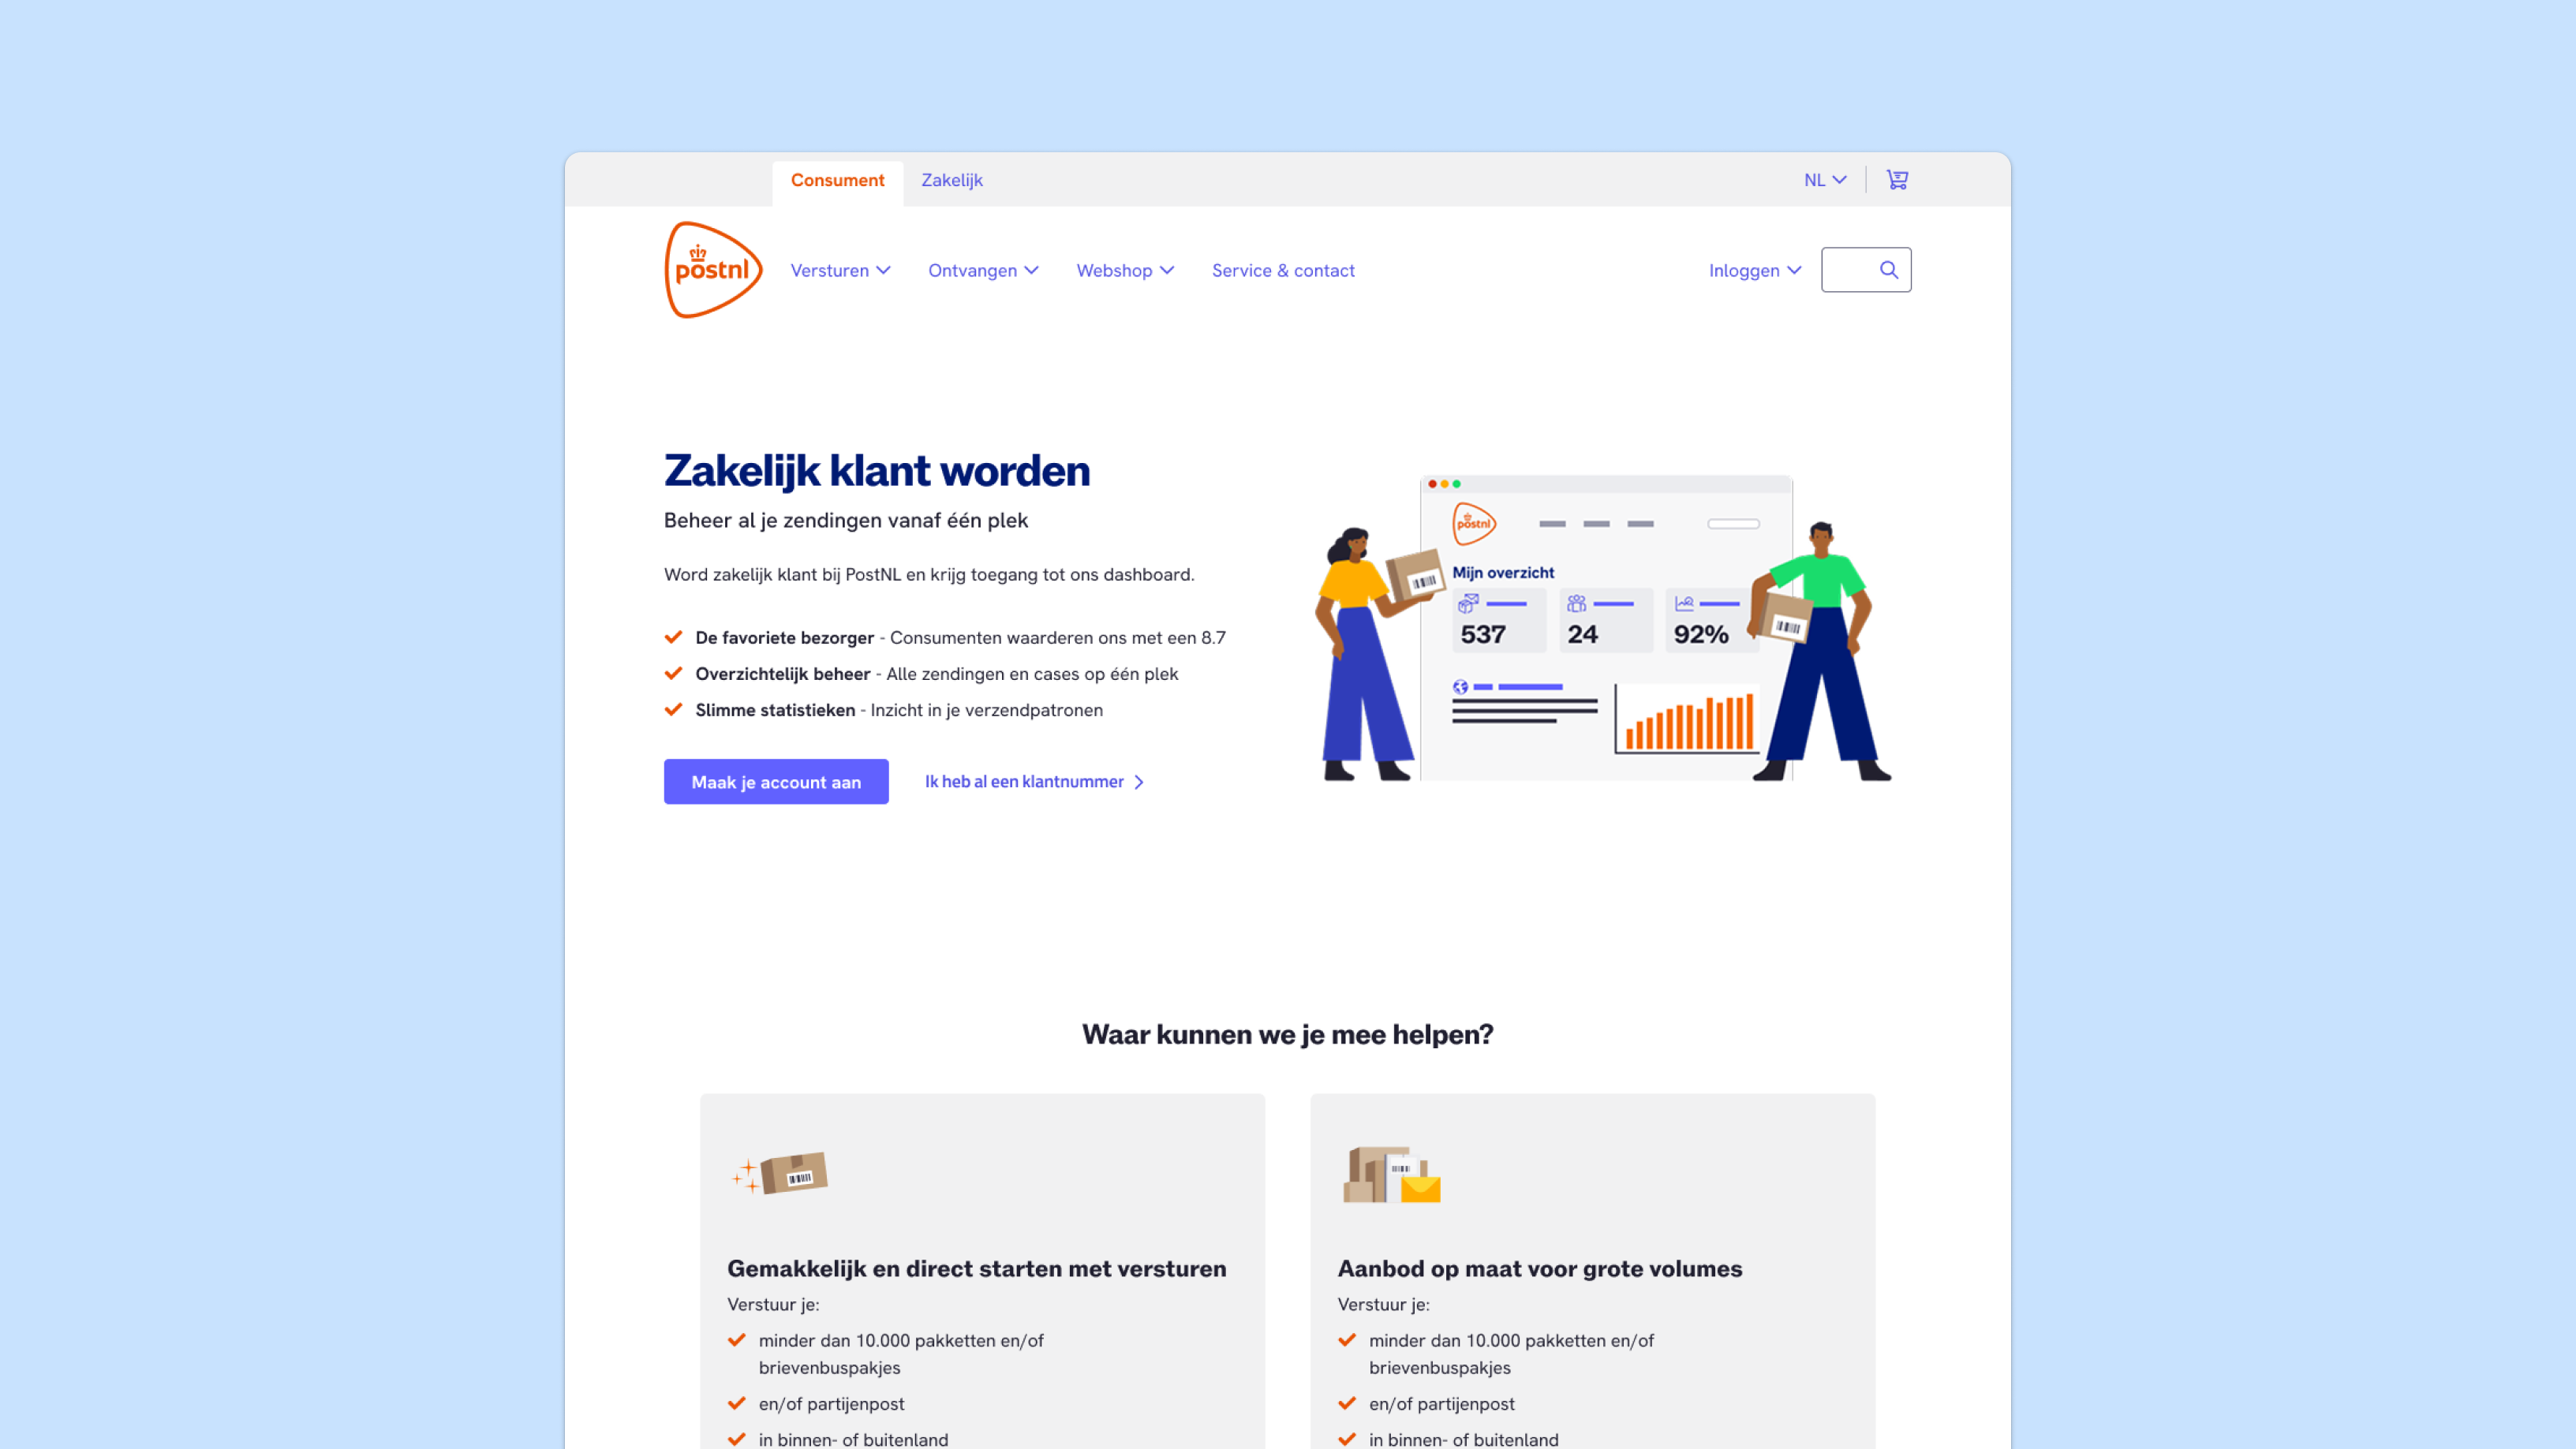 Consument
Zakelijk
NL
postnl
Versturen
Ontvangen
Webshop
Service & contact
Inloggen
Zakelijk klant worden
Beheer al je zendingen vanaf één plek
Word zakelijk klant bij PostNL en krijg toegang tot ons dashboard.
De favoriete bezorger - Consumenten waarderen ons met een 8.7
Overzichtelijk beheer - Alle zendingen en cases op één plek
Slimme statistieken - Inzicht in je verzendpatronen
Maak je account aan
Ik heb al een klantnummer
postnl
Mijn overzicht
537
24
92%
Waar kunnen we je mee helpen?
Gemakkelijk en direct starten met versturen
Verstuur je:
minder dan 10.000 pakketten en/of
brievenbuspakjes
en/of partijenpost
in binnen- of buitenland
Aanbod op maat voor grote volumes
Verstuur je:
minder dan 10.000 pakketten en/of
brievenbuspakjes
en/of partijenpost
in binnen- of buitenland